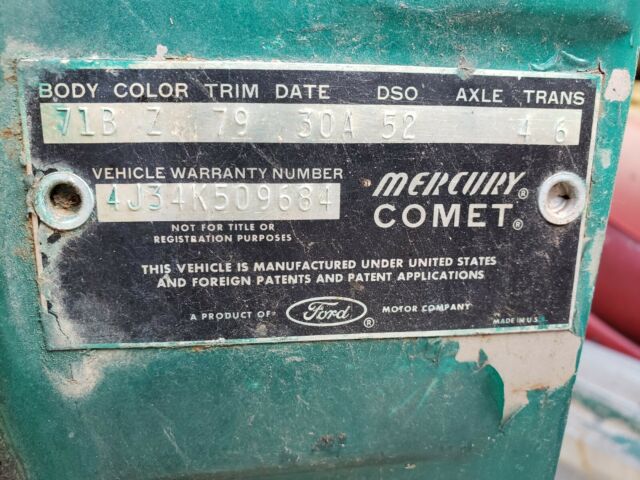 BODY COLOR TRIM DATE DSO AXLE TRANS
71B Z 79 30A 52 4 6
VEHICLE WARRANTY NUMBER
4J34K509684
MERCURY®
COMET®
NOT FOR TITLE OR
REGISTRATION PURPOSES
THIS VEHICLE IS MANUFACTURED UNDER UNITED STATES
AND FOREIGN PATENTS AND PATENT APPLICATIONS
A PRODUCT OF Ford® MOTOR COMPANY
MADE IN U.S.